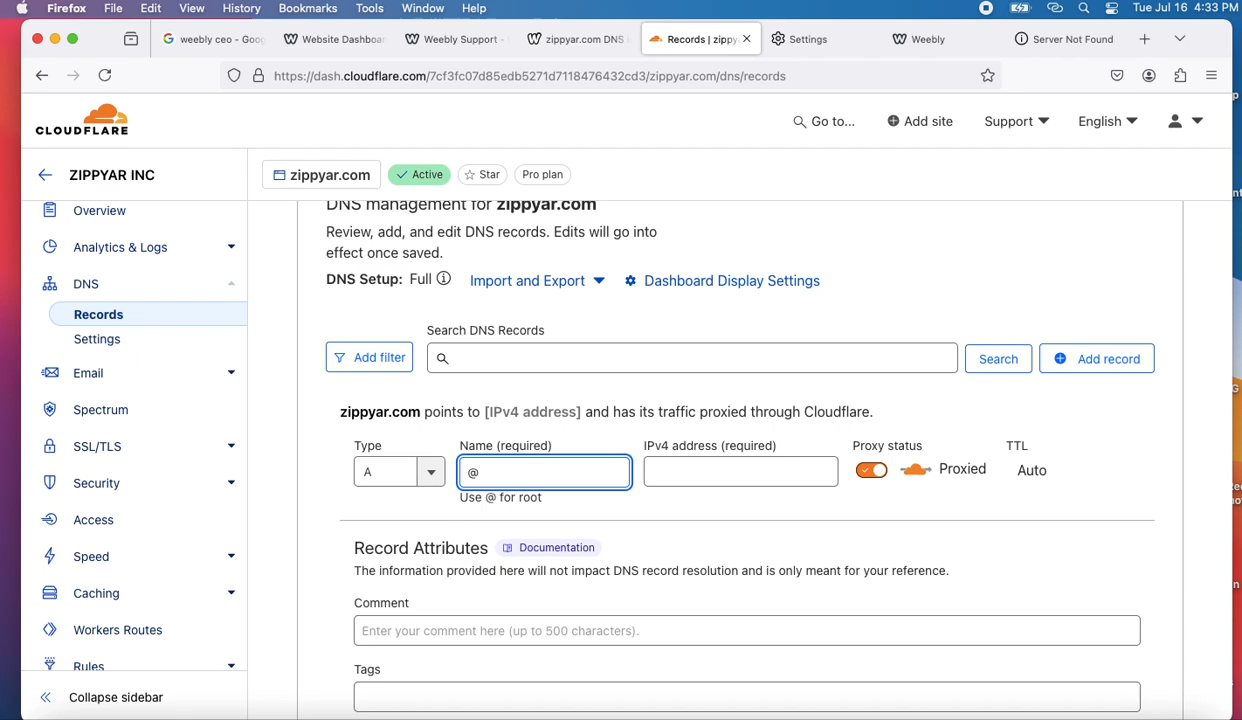 Firefox File Edit View History Bookmarks Tools Window Help Tue Jul 16 4:33 PM
weebly ceo - Goog Website Dashboar Weebly Support - zippyar.com DNS Records | zippy Settings Weebly Server Not Found
https://dash.cloudflare.com/7cf3fc07d85edb5271d7118476432cd3/zippyar.com/dns/records
CLOUDFLARE
Go to... Add site Support English
ZIPPYAR INC
zippyar.com Active Star Pro plan
Overview
Analytics & Logs
DNS
Records
Settings
Email
Spectrum
SSL/TLS
Security
Access
Speed
Caching
Workers Routes
Rules
Collapse sidebar
DNS management for zippyar.com
Review, add, and edit DNS records. Edits will go into
effect once saved.
DNS Setup: Full Import and Export Dashboard Display Settings
Search DNS Records
Add filter Search Add record
zippyar.com points to [IPv4 address] and has its traffic proxied through Cloudflare.
Type Name (required) IPv4 address (required) Proxy status TTL
A @ Proxied Auto
Use @ for root
Record Attributes Documentation
The information provided here will not impact DNS record resolution and is only meant for your reference.
Comment
Enter your comment here (up to 500 characters).
Tags